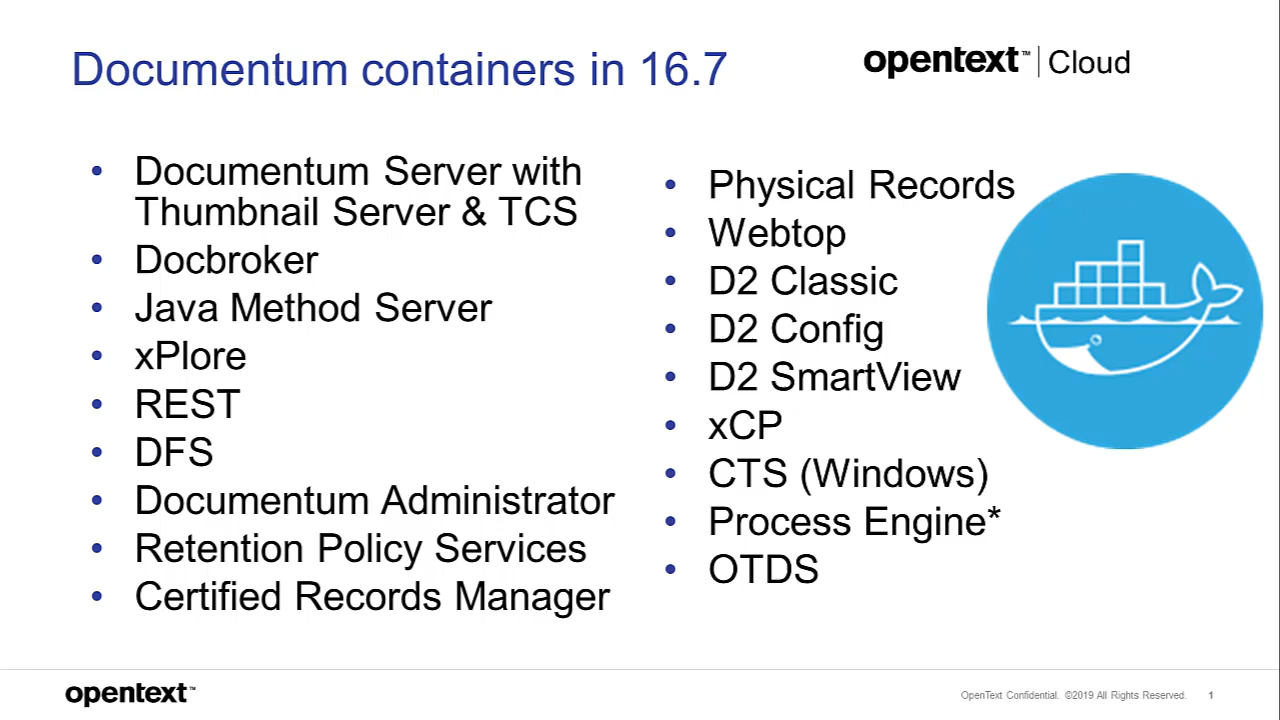 Documentum containers in 16.7
opentext™ | Cloud
• Documentum Server with
Thumbnail Server & TCS
• Docbroker
• Java Method Server
• xPlore
• REST
• DFS
• Documentum Administrator
• Retention Policy Services
• Certified Records Manager
• Physical Records
• Webtop
• D2 Classic
• D2 Config
• D2 SmartView
• xCP
• CTS (Windows)
• Process Engine*
• OTDS
opentext™
OpenText Confidential. ©2019 All Rights Reserved. 1